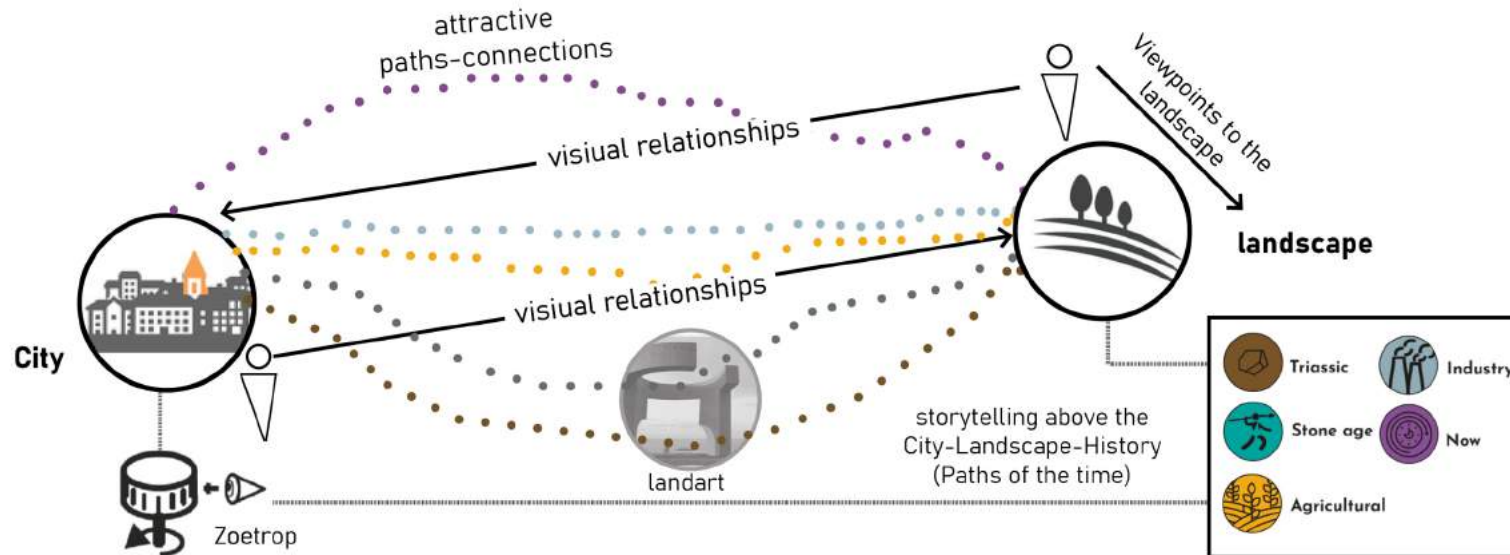 attractive
paths-connections
visiual relationships
Viewpoints to the
landscape
landscape
visiual relationships
City
landart
storytelling above the
City-Landscape-History
(Paths of the time)
Zoetrop
Triassic
Industry
Stone age
Now
Agricultural